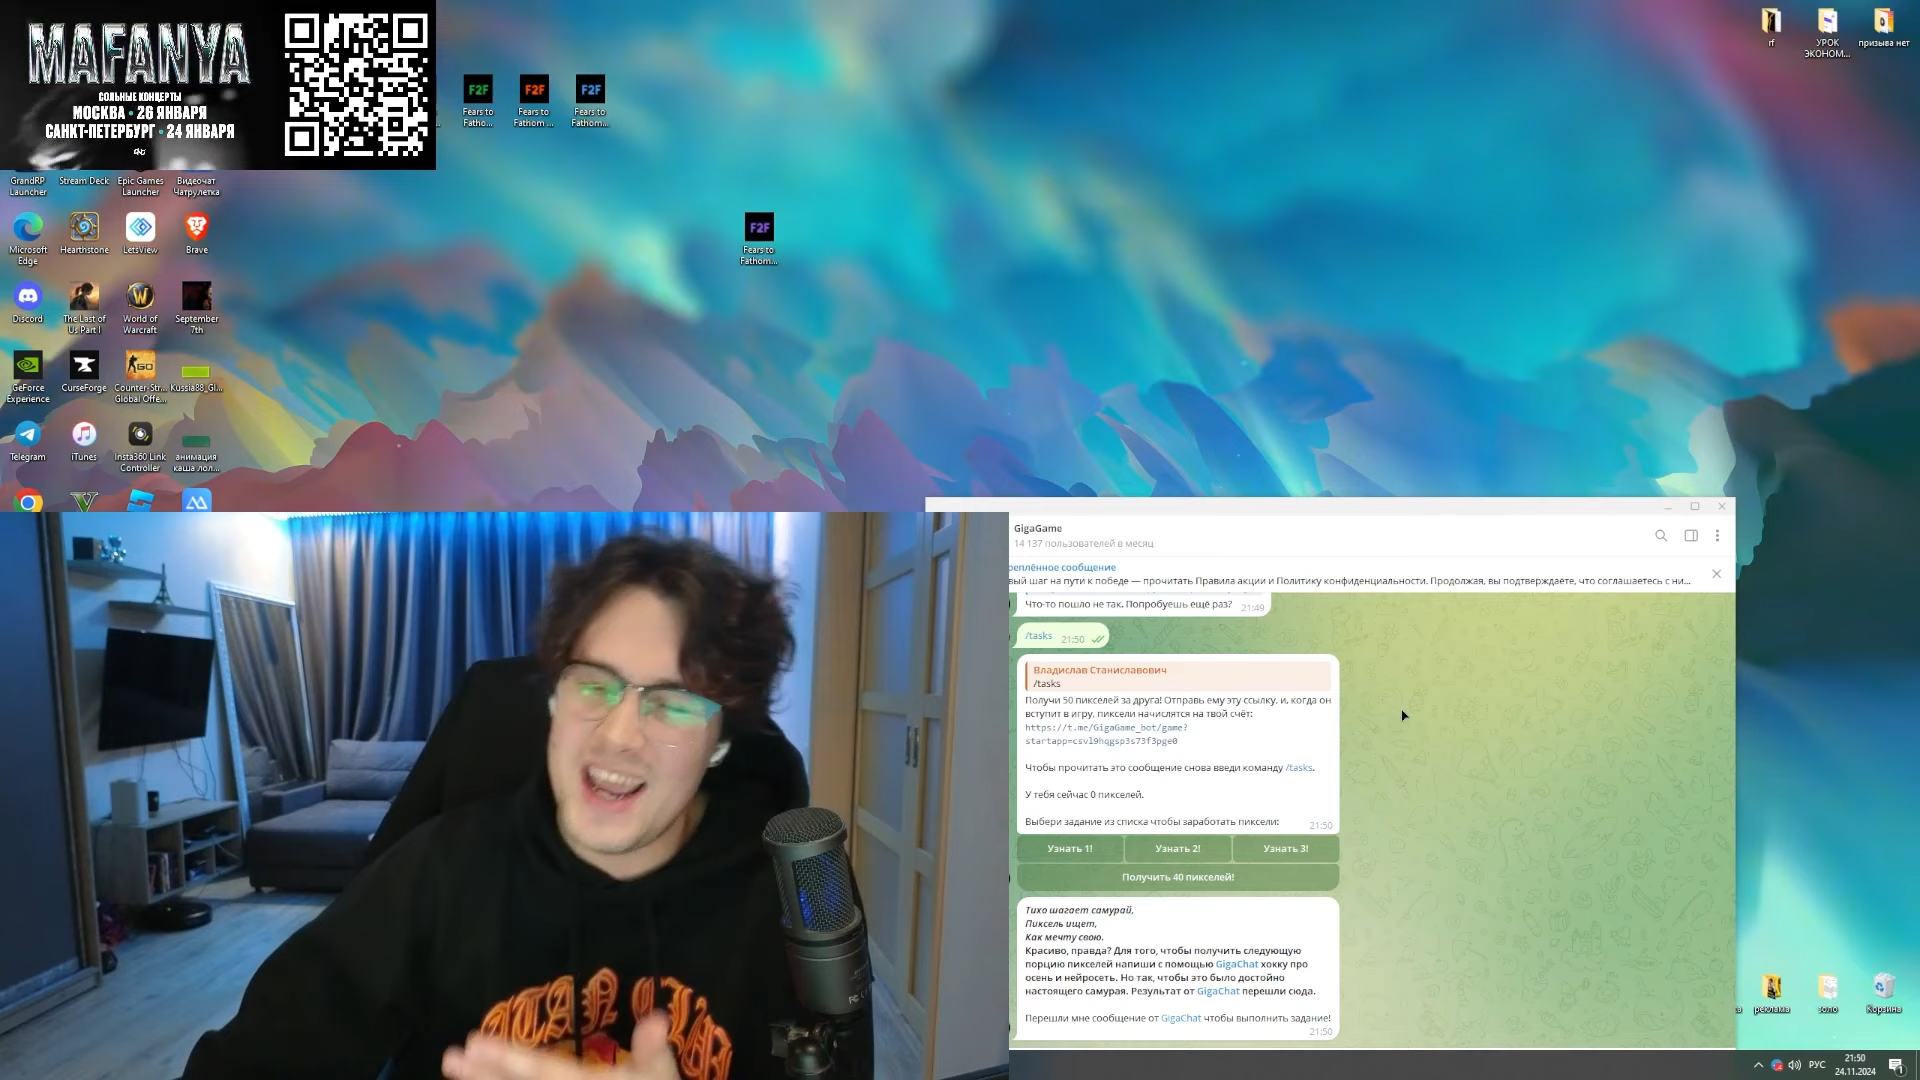 MAFANYA
СОЛЬНЫЕ КОНЦЕРТЫ
МОСКВА • 26 ЯНВАРЯ
САНКТ-ПЕТЕРБУРГ • 24 ЯНВАРЯ
F2F
Fears to
Fatho...
F2F
Fears to
Fathom ...
F2F
Fears to
Fathom...
rf
УРОК
ЭКОНОМ...
призыва нет
GrandRP
Launcher
Stream Deck
Epic Games
Launcher
Видеочат
Чатрулетка
Microsoft
Edge
Hearthstone
LetsView
Brave
F2F
Fears to
Fathom...
Discord
The Last of
Us Part I
World of
Warcraft
September
7th
GeForce
Experience
CurseForge
Counter-Str...
Global Offe...
Kussia88_Gl...
Telegram
iTunes
Insta360 Link
Controller
анимация
каша лол...
GigaGame
14 137 пользователей в месяц
реплённое сообщение
вый шаг на пути к победе — прочитать Правила акции и Политику конфиденциальности. Продолжая, вы подтверждаете, что соглашаетесь с ни...
Что-то пошло не так. Попробуешь ещё раз? 21:49
/tasks 21:50
Владислав Станиславович
/tasks
Получи 50 пикселей за друга! Отправь ему эту ссылку, и, когда он
вступит в игру, пиксели начислятся на твой счёт:
https://t.me/GigaGame_bot/game?
startapp=csvl9hqgsp3s73f3pge0
Чтобы прочитать это сообщение снова введи команду /tasks.
У тебя сейчас 0 пикселей.
Выбери задание из списка чтобы заработать пиксели:
21:50
Узнать 1!
Узнать 2!
Узнать 3!
Получить 40 пикселей!
Тихо шагает самурай,
Пиксель ищет,
Как мечту свою.
Красиво, правда? Для того, чтобы получить следующую
порцию пикселей напиши с помощью GigaChat хокку про
осень и нейросеть. Но так, чтобы это было достойно
настоящего самурая. Результат от GigaChat перешли сюда.
Перешли мне сообщение от GigaChat чтобы выполнить задание!
21:50
реклама
золо
Корзина
РУС
21:50
24.11.2024